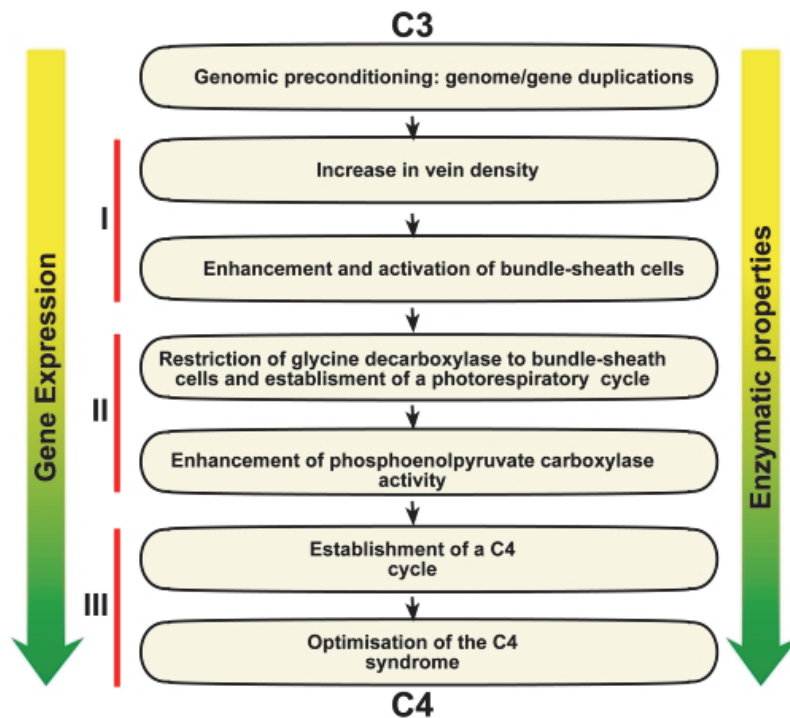 C3
Genomic preconditioning: genome/gene duplications
Increase in vein density
I
Enhancement and activation of bundle-sheath cells
Restriction of glycine decarboxylase to bundle-sheath
cells and establisment of a photorespiratory cycle
II
Enhancement of phosphoenolpyruvate carboxylase
activity
Establishment of a C4
cycle
III
Optimisation of the C4
syndrome
C4
Gene Expression
Enzymatic properties